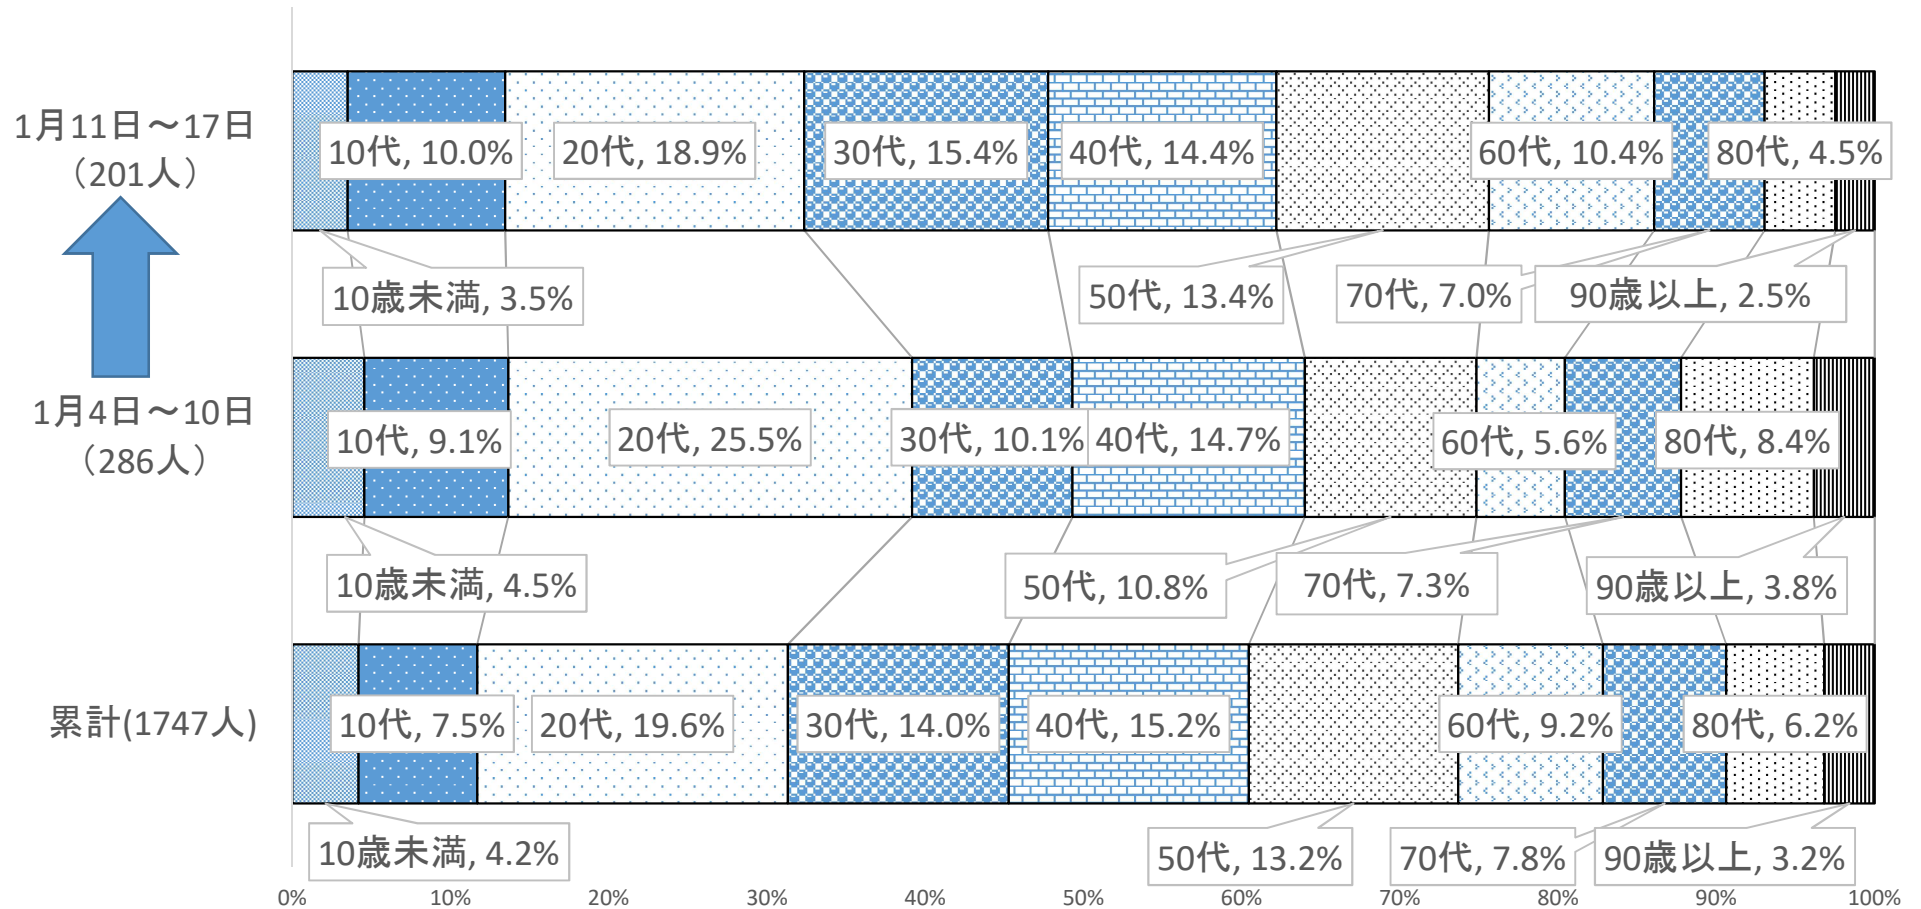 1月11日～17日
（201人）
10代, 10.0%
20代, 18.9%
30代, 15.4%
40代, 14.4%
60代, 10.4%
80代, 4.5%
10歳未満, 3.5%
50代, 13.4%
70代, 7.0%
90歳以上, 2.5%
1月4日～10日
（286人）
10代, 9.1%
20代, 25.5%
30代, 10.1%
40代, 14.7%
60代, 5.6%
80代, 8.4%
10歳未満, 4.5%
50代, 10.8%
70代, 7.3%
90歳以上, 3.8%
累計(1747人)
10代, 7.5%
20代, 19.6%
30代, 14.0%
40代, 15.2%
60代, 9.2%
80代, 6.2%
10歳未満, 4.2%
50代, 13.2%
70代, 7.8%
90歳以上, 3.2%
0% 10% 20% 30% 40% 50% 60% 70% 80% 90% 100%